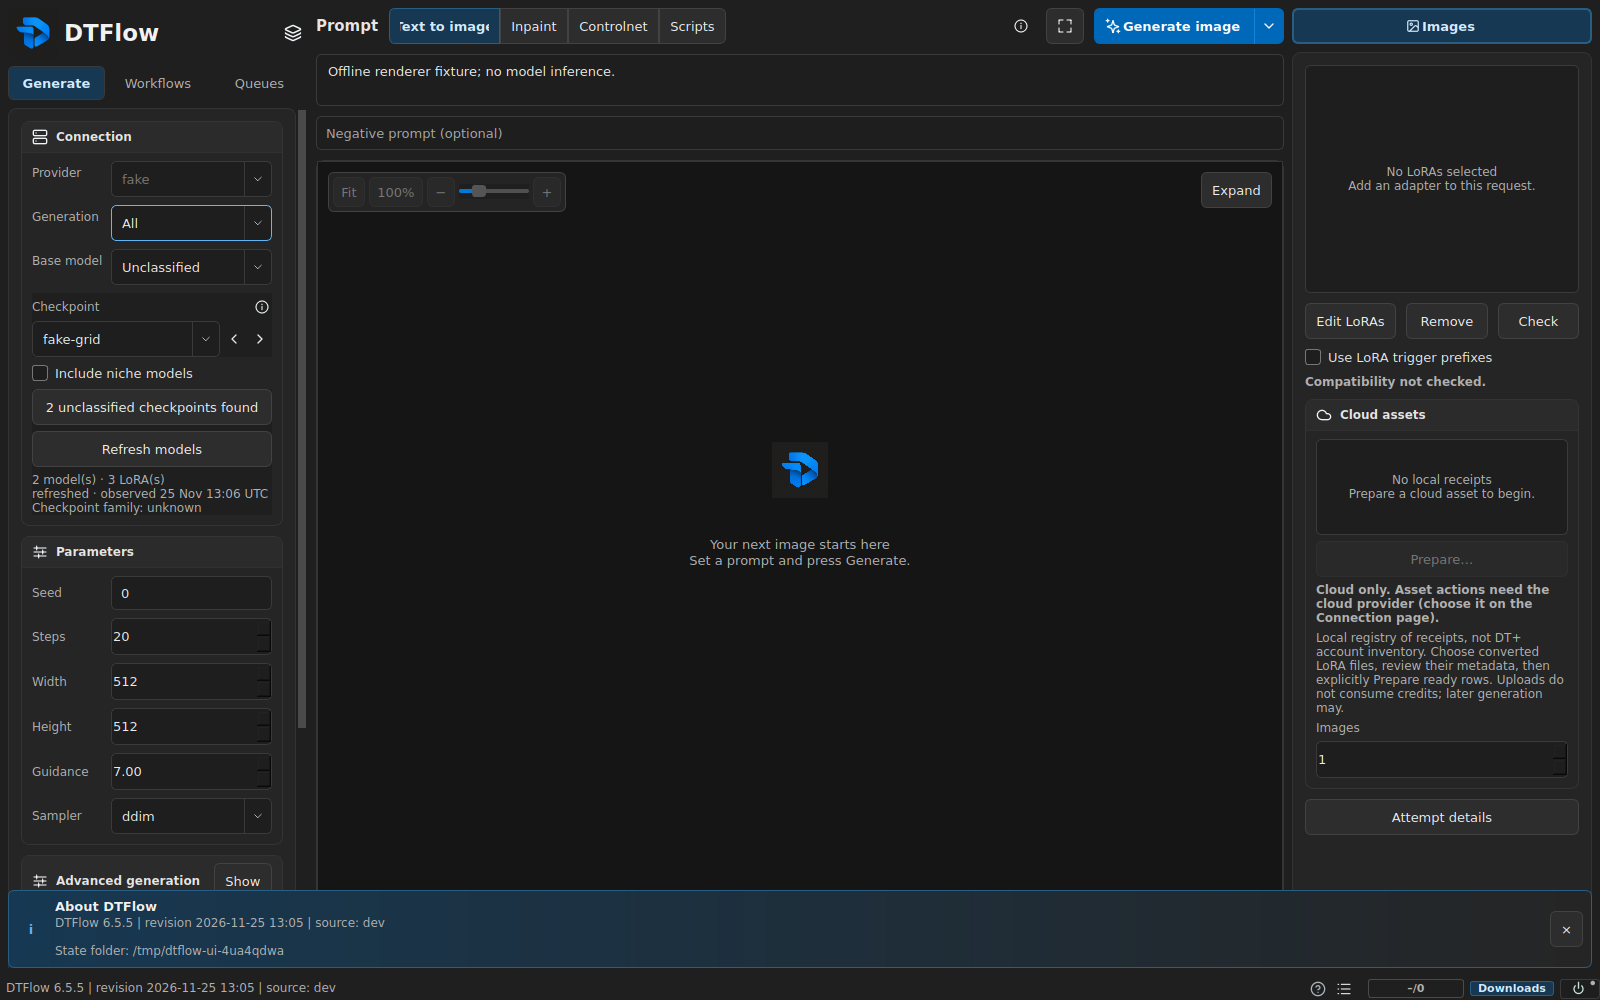 DTFlow
Generate
Workflows
Queues
Connection
Provider
fake
Generation
All
Base model
Unclassified
Checkpoint
fake-grid
Include niche models
2 unclassified checkpoints found
Refresh models
2 model(s) · 3 LoRA(s)
refreshed · observed 25 Nov 13:06 UTC
Checkpoint family: unknown
Parameters
Seed
0
Steps
20
Width
512
Height
512
Guidance
7.00
Sampler
ddim
Advanced generation
Show
Prompt
Text to image
Inpaint
Controlnet
Scripts
Generate image
Offline renderer fixture; no model inference.
Negative prompt (optional)
Fit
100%
−
+
Expand
Your next image starts here
Set a prompt and press Generate.
Images
No LoRAs selected
Add an adapter to this request.
Edit LoRAs
Remove
Check
Use LoRA trigger prefixes
Compatibility not checked.
Cloud assets
No local receipts
Prepare a cloud asset to begin.
Prepare...
Cloud only. Asset actions need the
cloud provider (choose it on the
Connection page).
Local registry of receipts, not DT+
account inventory. Choose converted
LoRA files, review their metadata, then
explicitly Prepare ready rows. Uploads do
not consume credits; later generation
may.
Images
1
Attempt details
About DTFlow
DTFlow 6.5.5 | revision 2026-11-25 13:05 | source: dev
State folder: /tmp/dtflow-ui-4ua4qdwa
DTFlow 6.5.5 | revision 2026-11-25 13:05 | source: dev
–/0
Downloads